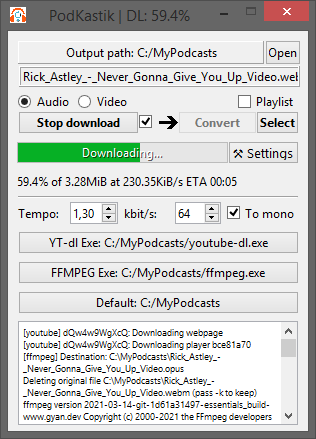 PodKastik | DL: 59.4%
Output path: C:/MyPodcasts Open
Rick_Astley_-_Never_Gonna_Give_You_Up_Video.web
Audio Video Playlist
Stop download Convert Select
Downloading... Settings
59.4% of 3.28MiB at 230.35KiB/s ETA 00:05
Tempo: 1,30 kbit/s: 64 To mono
YT-dl Exe: C:/MyPodcasts/youtube-dl.exe
FFMPEG Exe: C:/MyPodcasts/ffmpeg.exe
Default: C:/MyPodcasts
[youtube] dQw4w9WgXcQ: Downloading webpage
[youtube] dQw4w9WgXcQ: Downloading player bce81a70
[ffmpeg] Destination: C:\MyPodcasts\Rick_Astley_-
_Never_Gonna_Give_You_Up_Video.opus
Deleting original file C:\MyPodcasts\Rick_Astley_-
_Never_Gonna_Give_You_Up_Video.webm (pass -k to keep)
ffmpeg version 2021-03-14-git-1d61a31497-essentials_build-
www.gyan.dev Copyright (c) 2000-2021 the FFmpeg developers